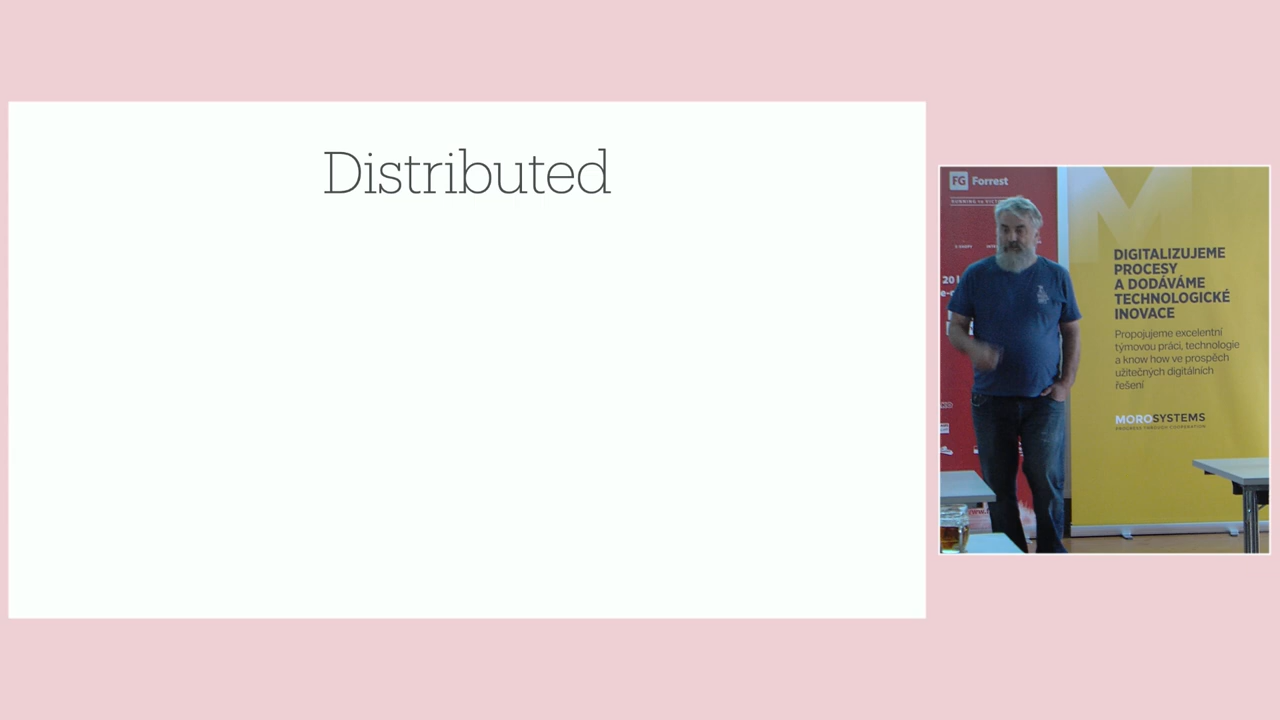 Distributed
FG Forrest
DIGITALIZUJEME
PROCESY
A DODÁVÁME
TECHNOLOGICKÉ
INOVACE
Propojujeme excelentní
týmovou práci, technologie
a know how ve prospěch
užitečných digitálních
řešení
MOROSYSTEMS